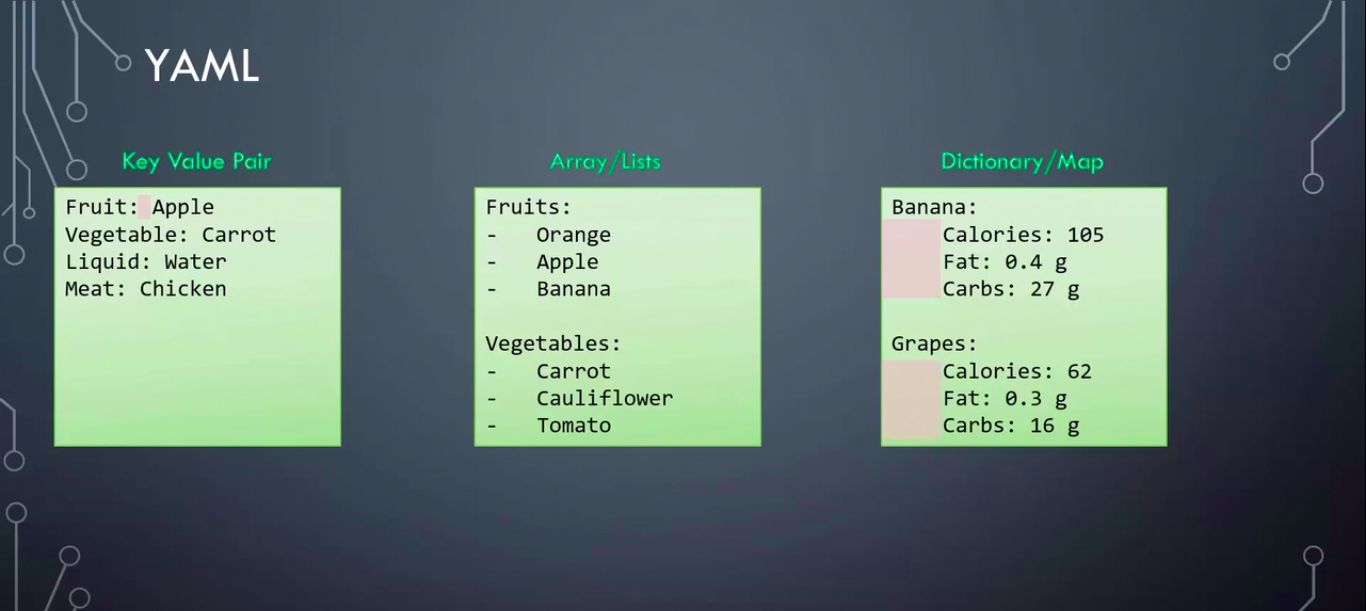 YAML
Key Value Pair
Fruit: Apple
Vegetable: Carrot
Liquid: Water
Meat: Chicken
Array/Lists
Fruits:
- Orange
- Apple
- Banana
Vegetables:
- Carrot
- Cauliflower
- Tomato
Dictionary/Map
Banana:
Calories: 105
Fat: 0.4 g
Carbs: 27 g
Grapes:
Calories: 62
Fat: 0.3 g
Carbs: 16 g